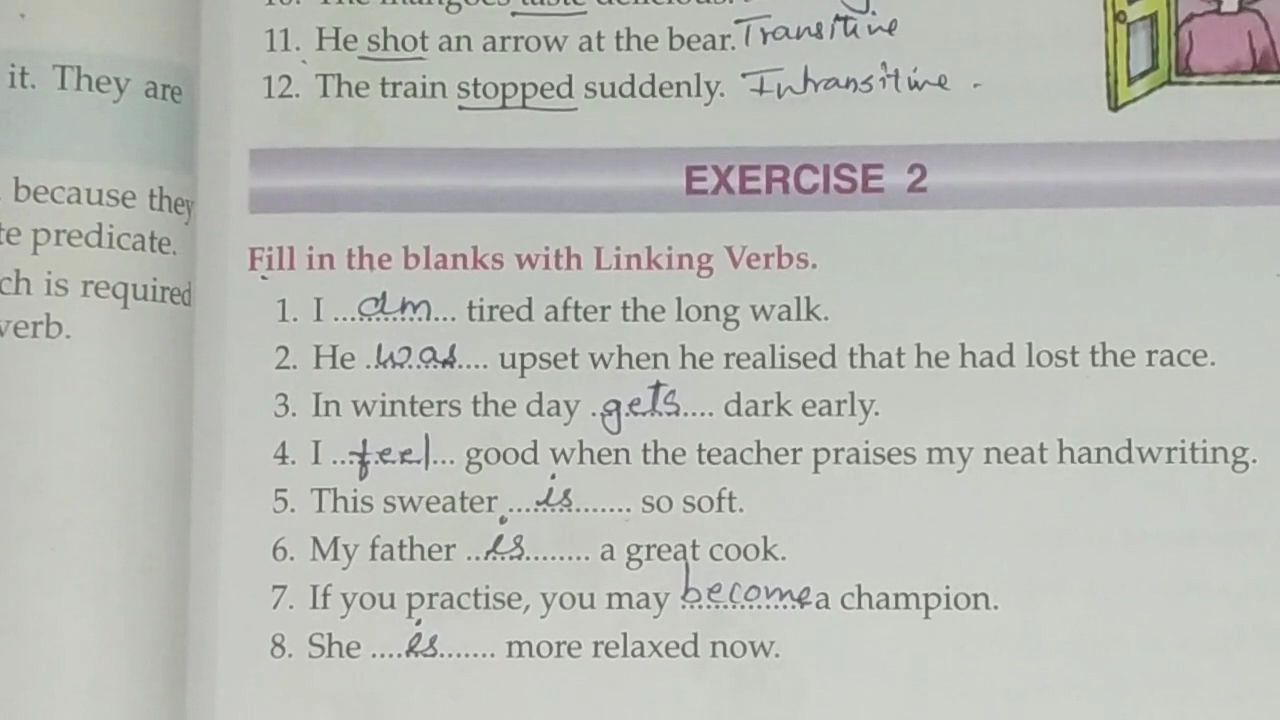 it. They are
because they
te predicate.
ch is required
verb.
10. The mangoes taste delicious.
11. He shot an arrow at the bear. Transitive
12. The train stopped suddenly. Intransitive -
EXERCISE 2
Fill in the blanks with Linking Verbs.
1. I ...am... tired after the long walk.
2. He .was.... upset when he realised that he had lost the race.
3. In winters the day .gets.... dark early.
4. I ...feel... good when the teacher praises my neat handwriting.
5. This sweater ...is....... so soft.
6. My father ..is........ a great cook.
7. If you practise, you may become a champion.
8. She ....is....... more relaxed now.